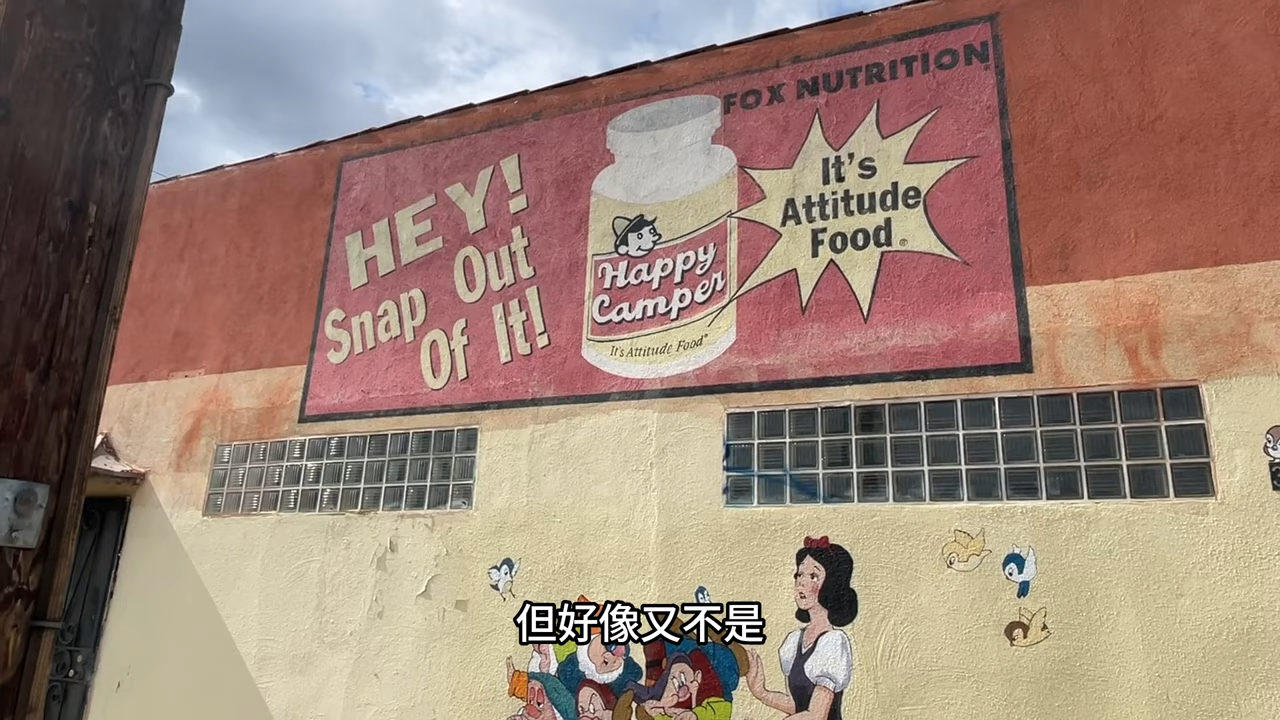 FOX NUTRITION
HEY!
Snap Out
Of It!
Happy
Camper
It's Attitude Food®
It's
Attitude
Food®
但好像又不是